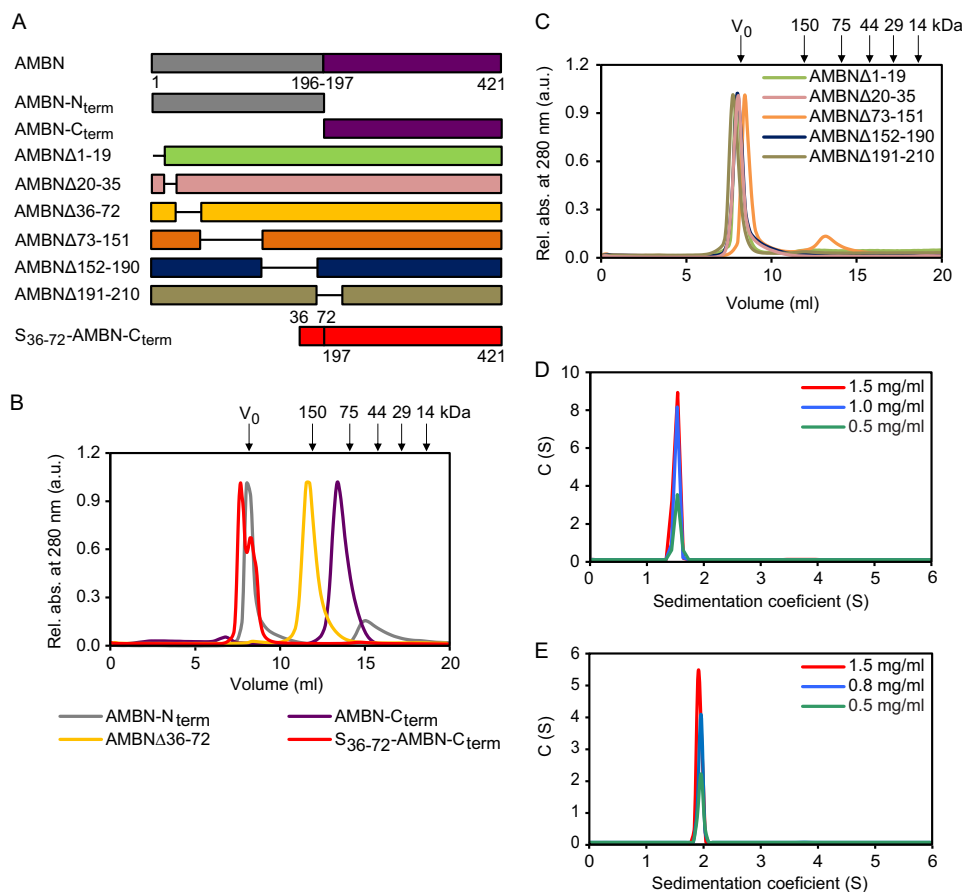 A
AMBN
1 196-197 421
AMBN-Nterm
AMBN-Cterm
AMBNΔ1-19
AMBNΔ20-35
AMBNΔ36-72
AMBNΔ73-151
AMBNΔ152-190
AMBNΔ191-210
36 72
S36-72-AMBN-Cterm
197 421
B
V0 150 75 44 29 14 kDa
Rel. abs. at 280 nm (a.u.)
1.2
0.9
0.6
0.3
0.0
0 5 10 15 20
Volume (ml)
AMBN-Nterm
AMBN-Cterm
AMBNΔ36-72
S36-72-AMBN-Cterm
C
V0 150 75 44 29 14 kDa
Rel. abs. at 280 nm (a.u.)
1.2
0.9
0.6
0.3
0.0
AMBNΔ1-19
AMBNΔ20-35
AMBNΔ73-151
AMBNΔ152-190
AMBNΔ191-210
0 5 10 15 20
Volume (ml)
D
C (S)
10
8
6
4
2
0
1.5 mg/ml
1.0 mg/ml
0.5 mg/ml
0 1 2 3 4 5 6
Sedimentation coeficient (S)
E
C (S)
6
5
4
3
2
1
0
1.5 mg/ml
0.8 mg/ml
0.5 mg/ml
0 1 2 3 4 5 6
Sedimentation coeficient (S)